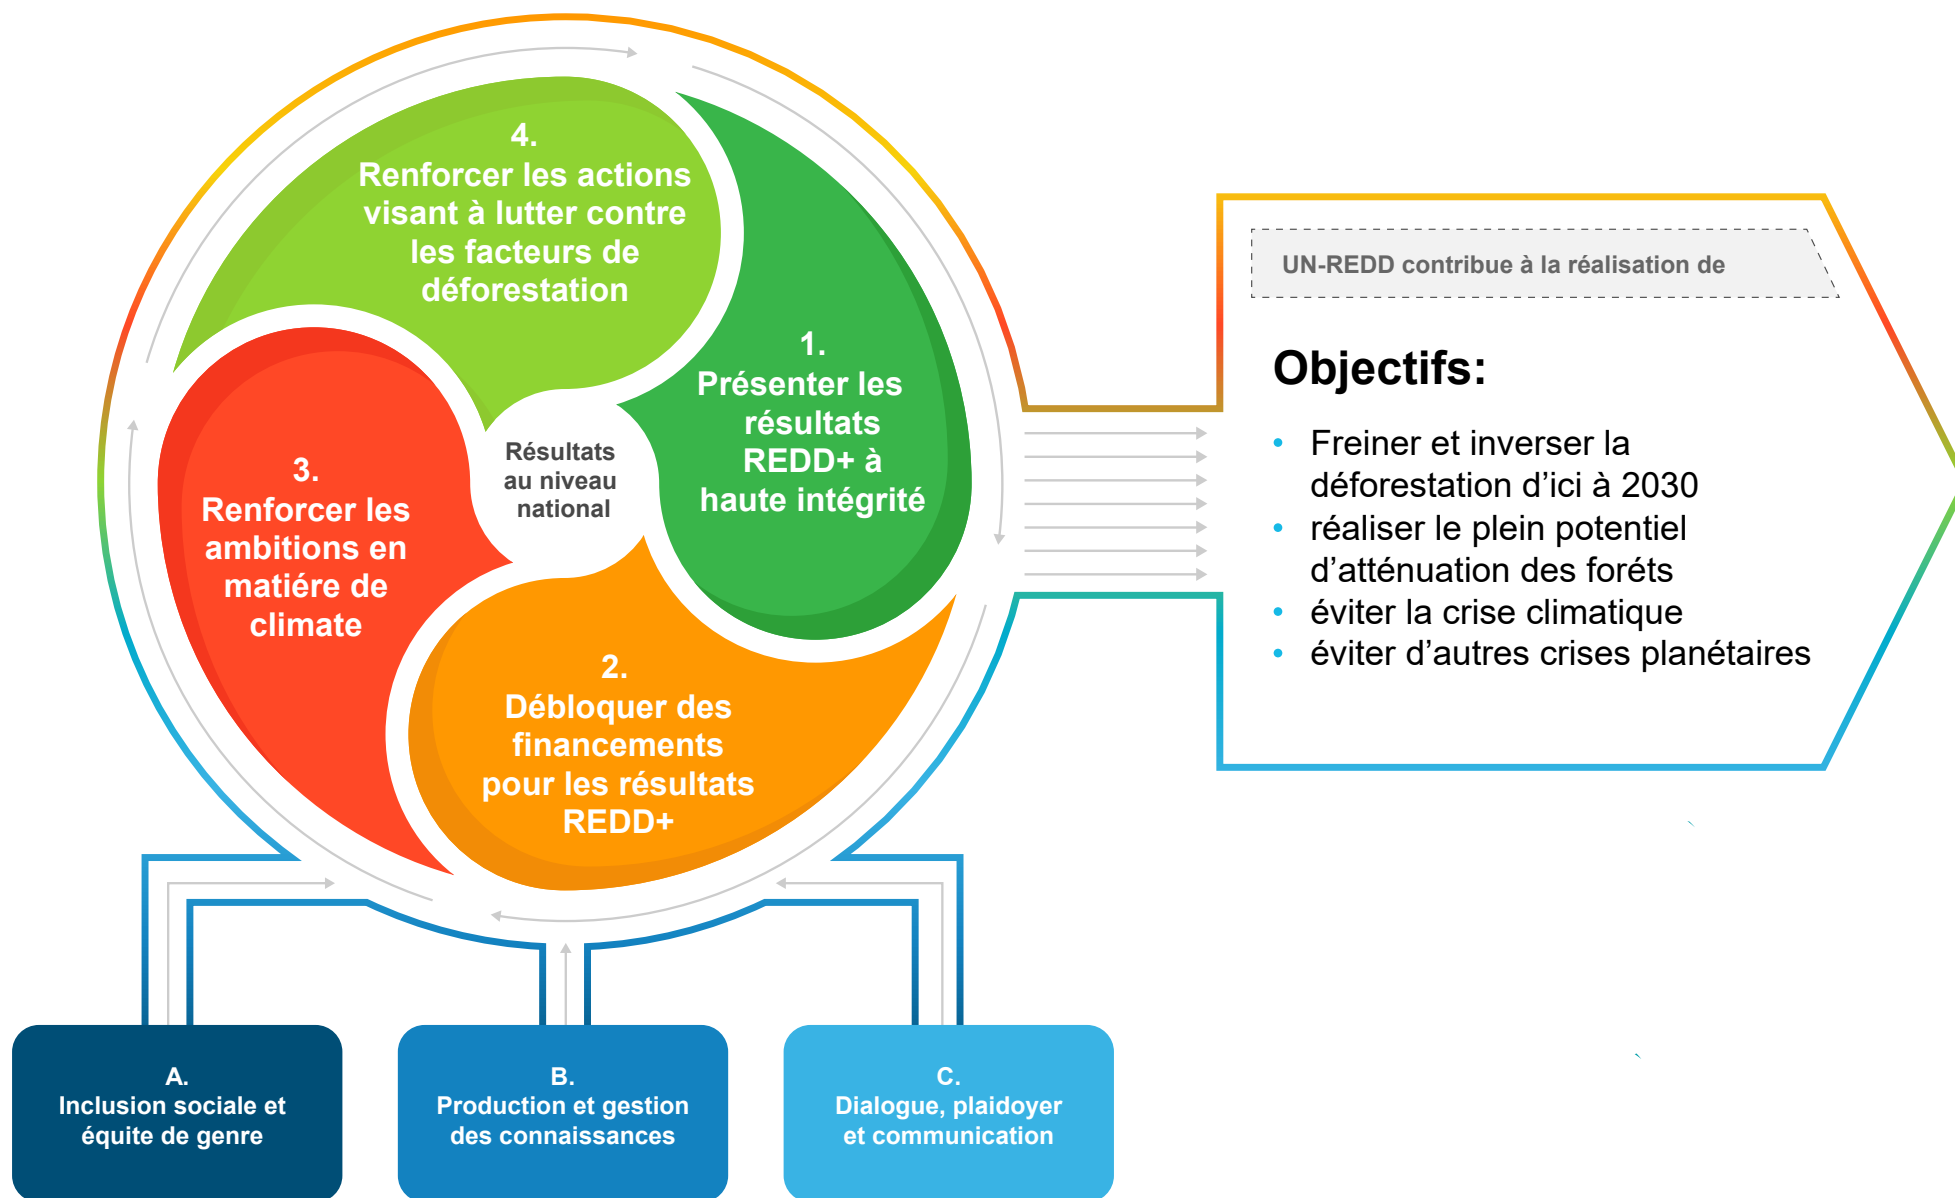 4.
Renforcer les actions
visant à lutter contre
les facteurs de
déforestation
1.
Présenter les
résultats
REDD+ à
haute intégrité
Résultats
au niveau
national
3.
Renforcer les
ambitions en
matiére de
climate
2.
Débloquer des
financements
pour les résultats
REDD+
UN-REDD contribue à la réalisation de
Objectifs:
• Freiner et inverser la
déforestation d’ici à 2030
• réaliser le plein potentiel
d’atténuation des foréts
• éviter la crise climatique
• éviter d’autres crises planétaires
A.
Inclusion sociale et
équite de genre
B.
Production et gestion
des connaissances
C.
Dialogue, plaidoyer
et communication